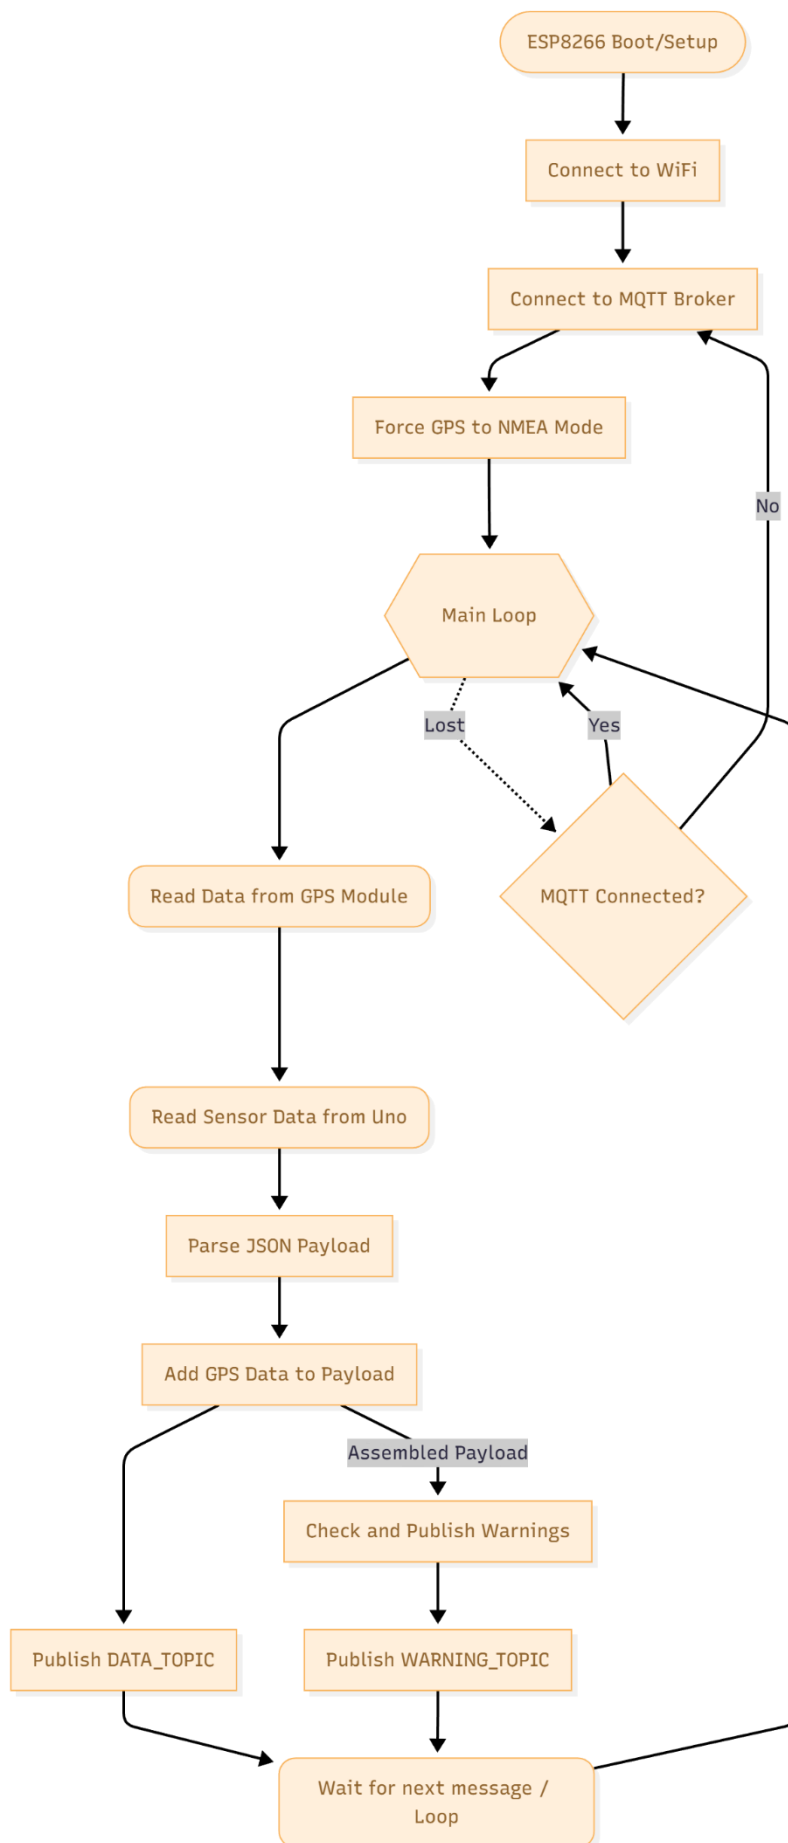 ESP8266 Boot/Setup
Connect to WiFi
Connect to MQTT Broker
Force GPS to NMEA Mode
No
Main Loop
Lost
Yes
Read Data from GPS Module
MQTT Connected?
Read Sensor Data from Uno
Parse JSON Payload
Add GPS Data to Payload
Assembled Payload
Check and Publish Warnings
Publish DATA_TOPIC
Publish WARNING_TOPIC
Wait for next message /
Loop